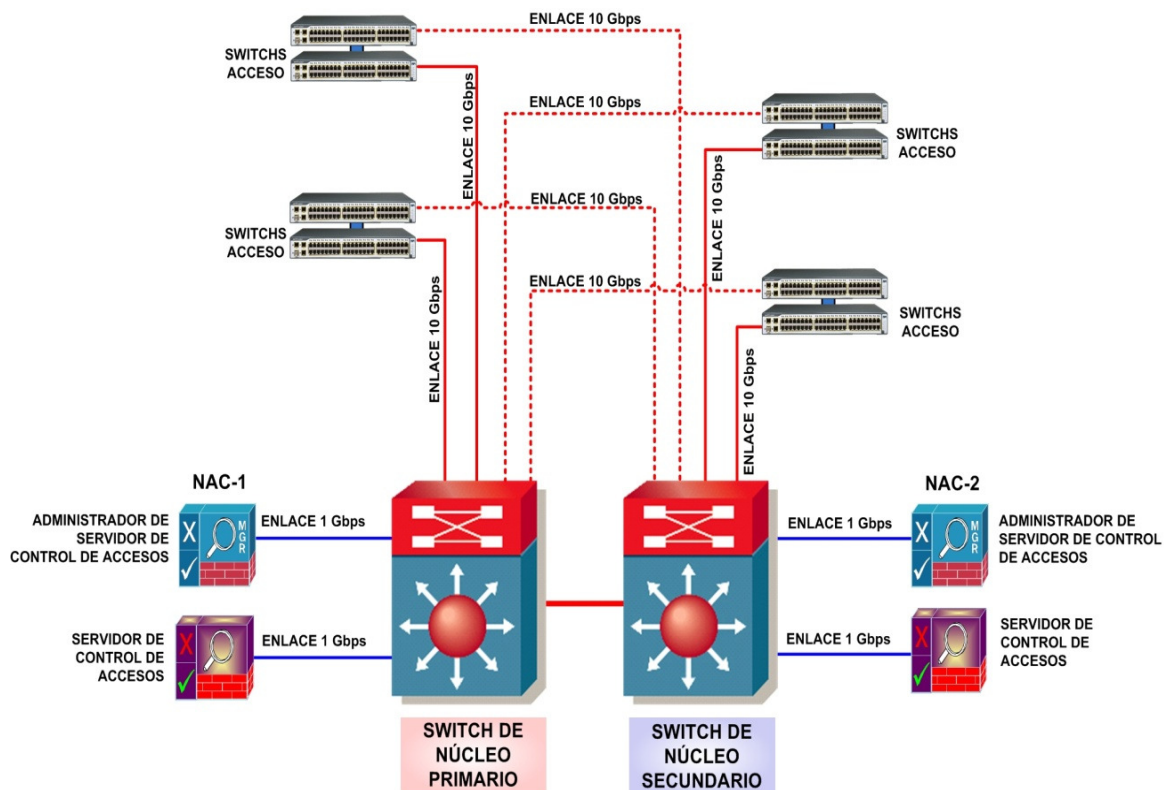 ENLACE 10 Gbps
SWITCHS
ACCESO
ENLACE 10 Gbps
ENLACE 10 Gbps
SWITCHS
ACCESO
ENLACE 10 Gbps
ENLACE 10 Gbps
SWITCHS
ACCESO
ENLACE 10 Gbps
ENLACE 10 Gbps
SWITCHS
ACCESO
ENLACE 10 Gbps
NAC-1
ADMINISTRADOR DE
SERVIDOR DE
CONTROL DE ACCESOS
MGR
ENLACE 1 Gbps
SERVIDOR DE
CONTROL DE
ACCESOS
ENLACE 1 Gbps
NAC-2
ENLACE 1 Gbps
MGR
ADMINISTRADOR DE
SERVIDOR DE CONTROL
DE ACCESOS
ENLACE 1 Gbps
SERVIDOR DE
CONTROL DE
ACCESOS
SWITCH DE
NÚCLEO
PRIMARIO
SWITCH DE
NÚCLEO
SECUNDARIO